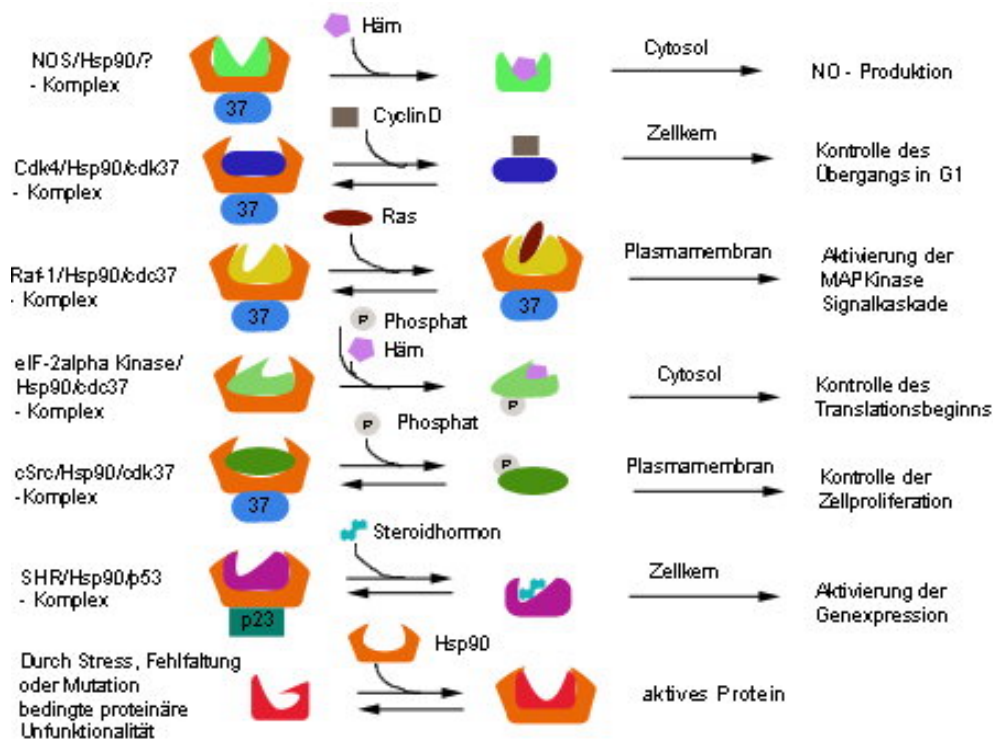 Häm
NOS/Hsp90/?
- Komplex
37
Cytosol
NO - Produktion
CyclinD
Cdk4/Hsp90/cdk37
- Komplex
37
Zellkern
Kontrolle des
Übergangs in G1
Ras
Raf-1/Hsp90/cdc37
- Komplex
37
37
Plasmamembran
Aktivierung der
MAPKinase
Signalkaskade
P Phosphat
Häm
eIF-2alpha Kinase/
Hsp90/cdc37
- Komplex
P
Cytosol
Kontrolle des
Translationsbeginns
P Phosphat
cSrc/Hsp90/cdk37
-Komplex
37
P
Plasmamembran
Kontrolle der
Zellproliferation
Steroidhormon
SHR/Hsp90/p53
- Komplex
p23
Zellkern
Aktivierung der
Genexpression
Hsp90
Durch Stress, Fehlfaltung
oder Mutation
bedingte proteinäre
Unfunktionalität
aktives Protein